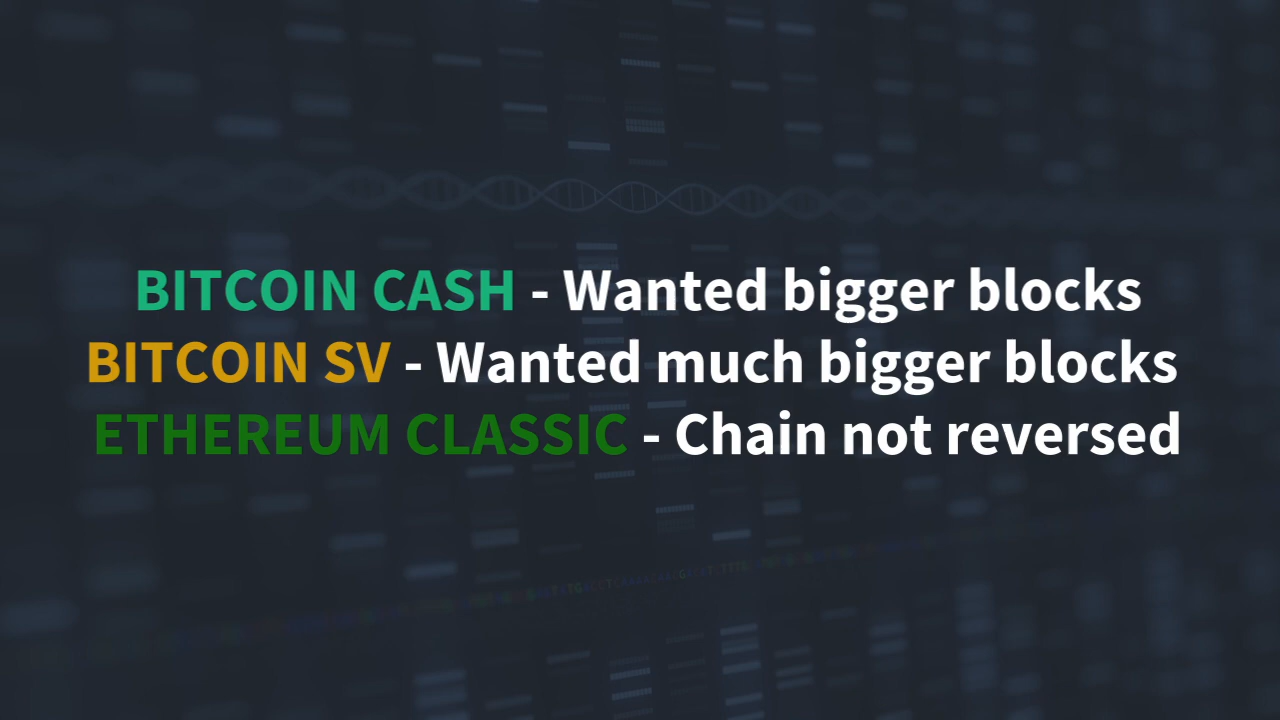 BITCOIN CASH - Wanted bigger blocks
BITCOIN SV - Wanted much bigger blocks
ETHEREUM CLASSIC - Chain not reversed